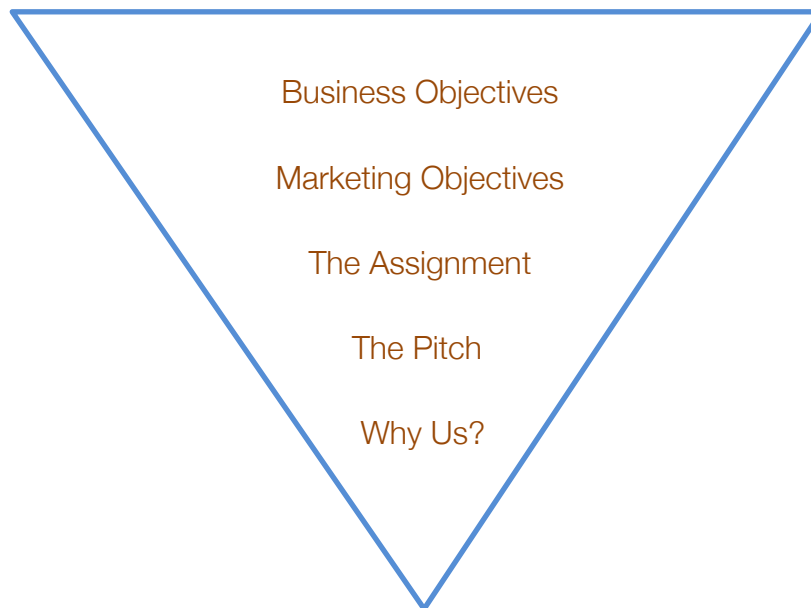 Business Objectives
Marketing Objectives
The Assignment
The Pitch
Why Us?